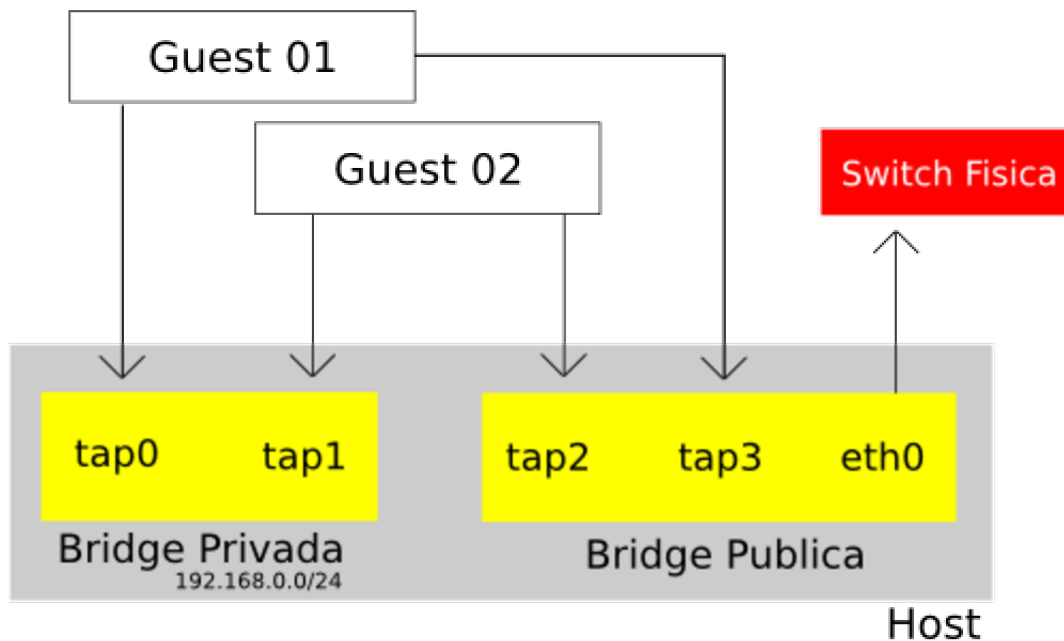 Guest 01
Guest 02
Switch Fisica
tap0
tap1
tap2
tap3
eth0
Bridge Privada
192.168.0.0/24
Bridge Publica
Host